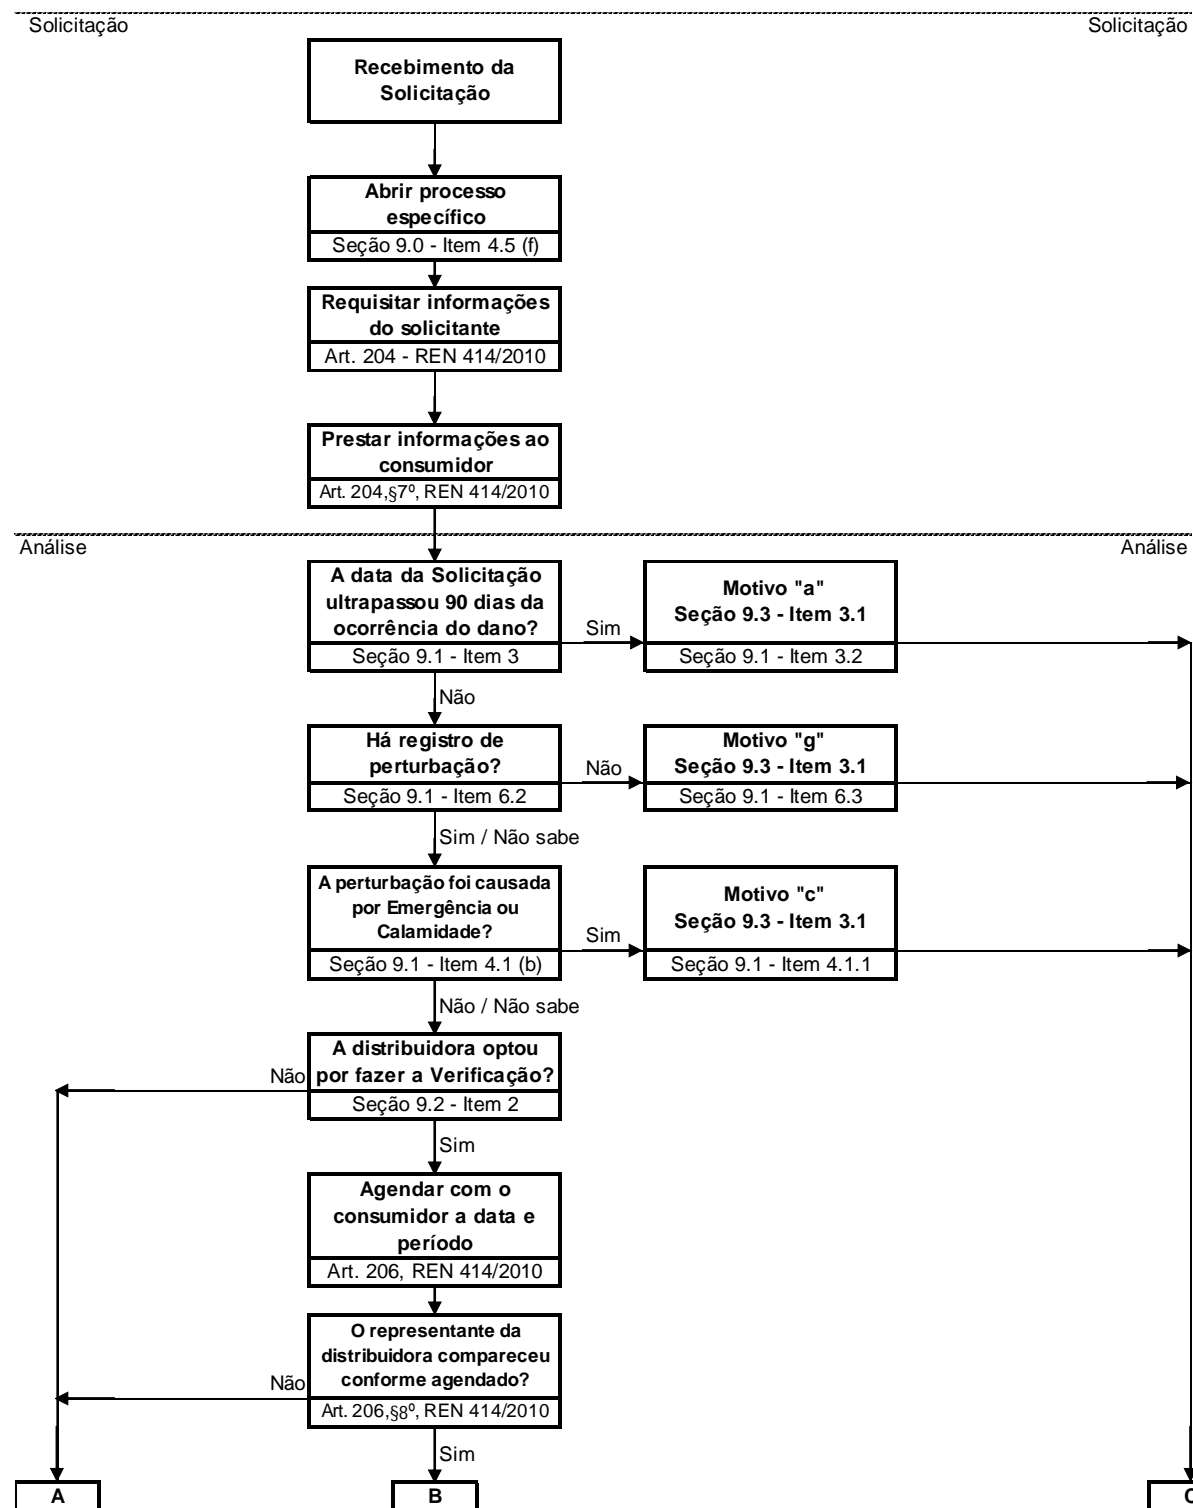 Solicitação
Solicitação
Recebimento da
Solicitação
Abrir processo
específico
Seção 9.0 - Item 4.5 (f)
Requisitar informações
do solicitante
Art. 204 - REN 414/2010
Prestar informações ao
consumidor
Art. 204,§7º, REN 414/2010
Análise
Análise
A data da Solicitação
ultrapassou 90 dias da
ocorrência do dano?
Seção 9.1 - Item 3
Sim
Motivo "a"
Seção 9.3 - Item 3.1
Seção 9.1 - Item 3.2
Não
Há registro de
perturbação?
Seção 9.1 - Item 6.2
Não
Motivo "g"
Seção 9.3 - Item 3.1
Seção 9.1 - Item 6.3
Sim / Não sabe
A perturbação foi causada
por Emergência ou
Calamidade?
Seção 9.1 - Item 4.1 (b)
Sim
Motivo "c"
Seção 9.3 - Item 3.1
Seção 9.1 - Item 4.1.1
Não / Não sabe
A distribuidora optou
por fazer a Verificação?
Seção 9.2 - Item 2
Não
Sim
Agendar com o
consumidor a data e
período
Art. 206, REN 414/2010
O representante da
distribuidora compareceu
conforme agendado?
Art. 206,§8º, REN 414/2010
Não
Sim
A
B
C